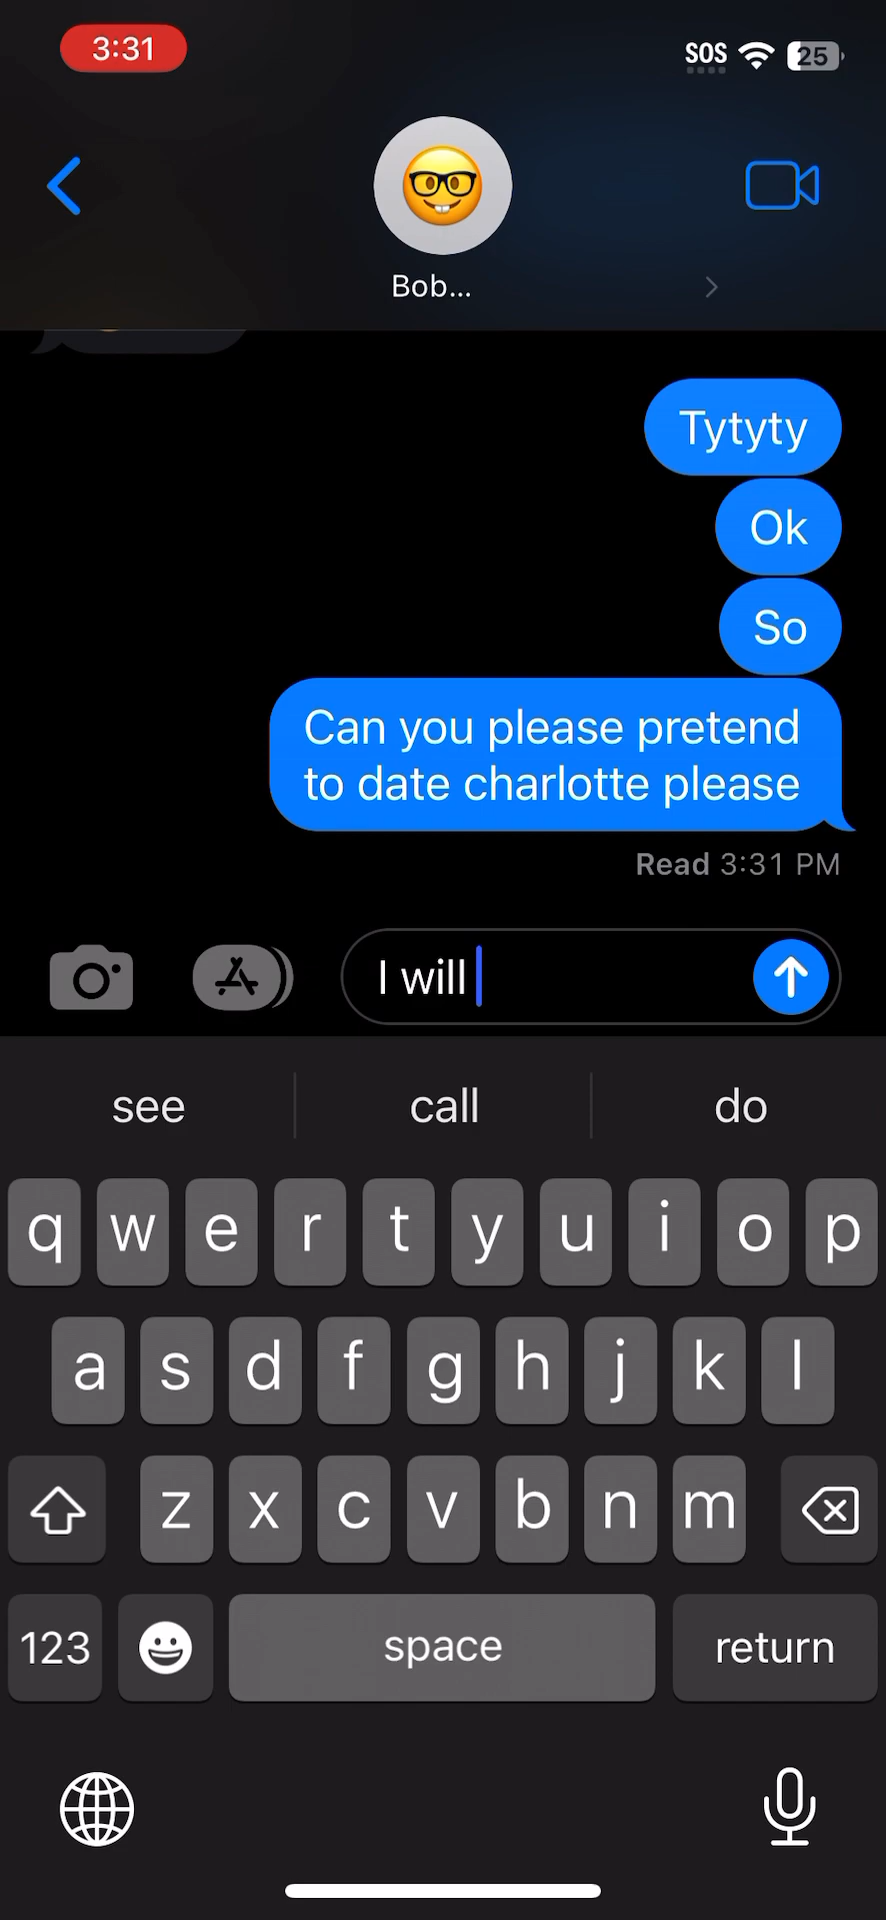 3:31
SOS
25
Bob...
Tytyty
Ok
So
Can you please pretend
to date charlotte please
Read 3:31 PM
I will
see call do
q w e r t y u i o p
a s d f g h j k l
z x c v b n m
123 space return